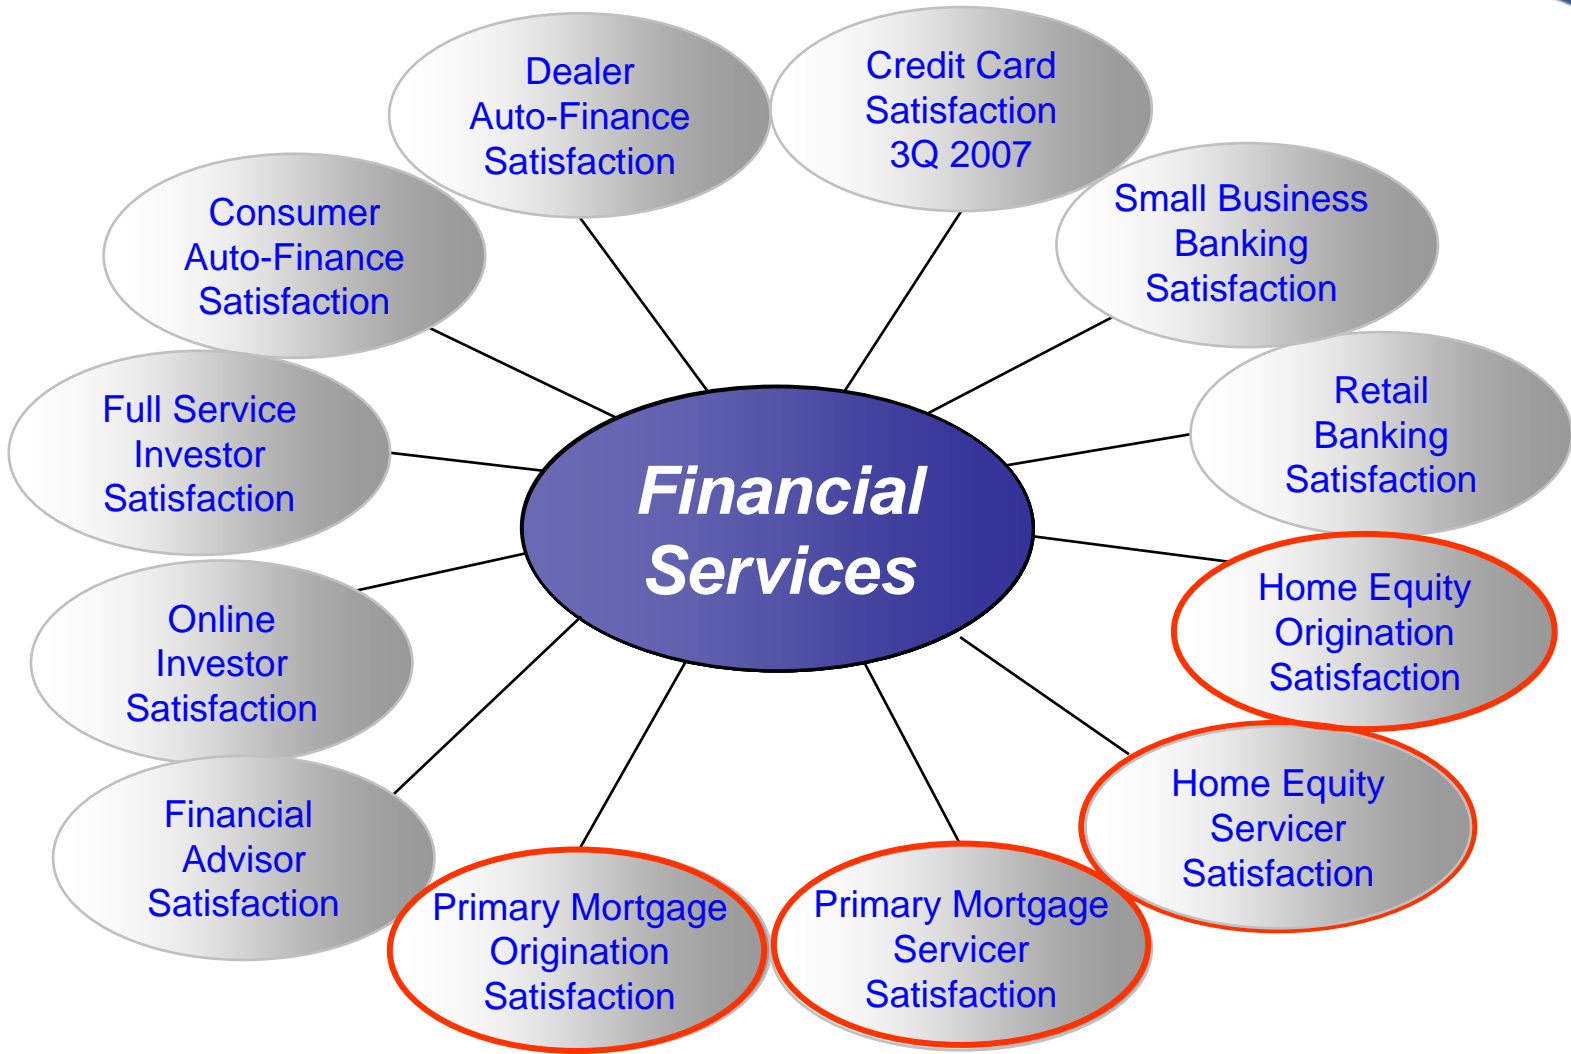 Dealer
Auto-Finance
Satisfaction
Credit Card
Satisfaction
3Q 2007
Small Business
Banking
Satisfaction
Retail
Banking
Satisfaction
Home Equity
Origination
Satisfaction
Home Equity
Servicer
Satisfaction
Primary Mortgage
Servicer
Satisfaction
Primary Mortgage
Origination
Satisfaction
Financial
Advisor
Satisfaction
Online
Investor
Satisfaction
Full Service
Investor
Satisfaction
Consumer
Auto-Finance
Satisfaction
Financial
Services